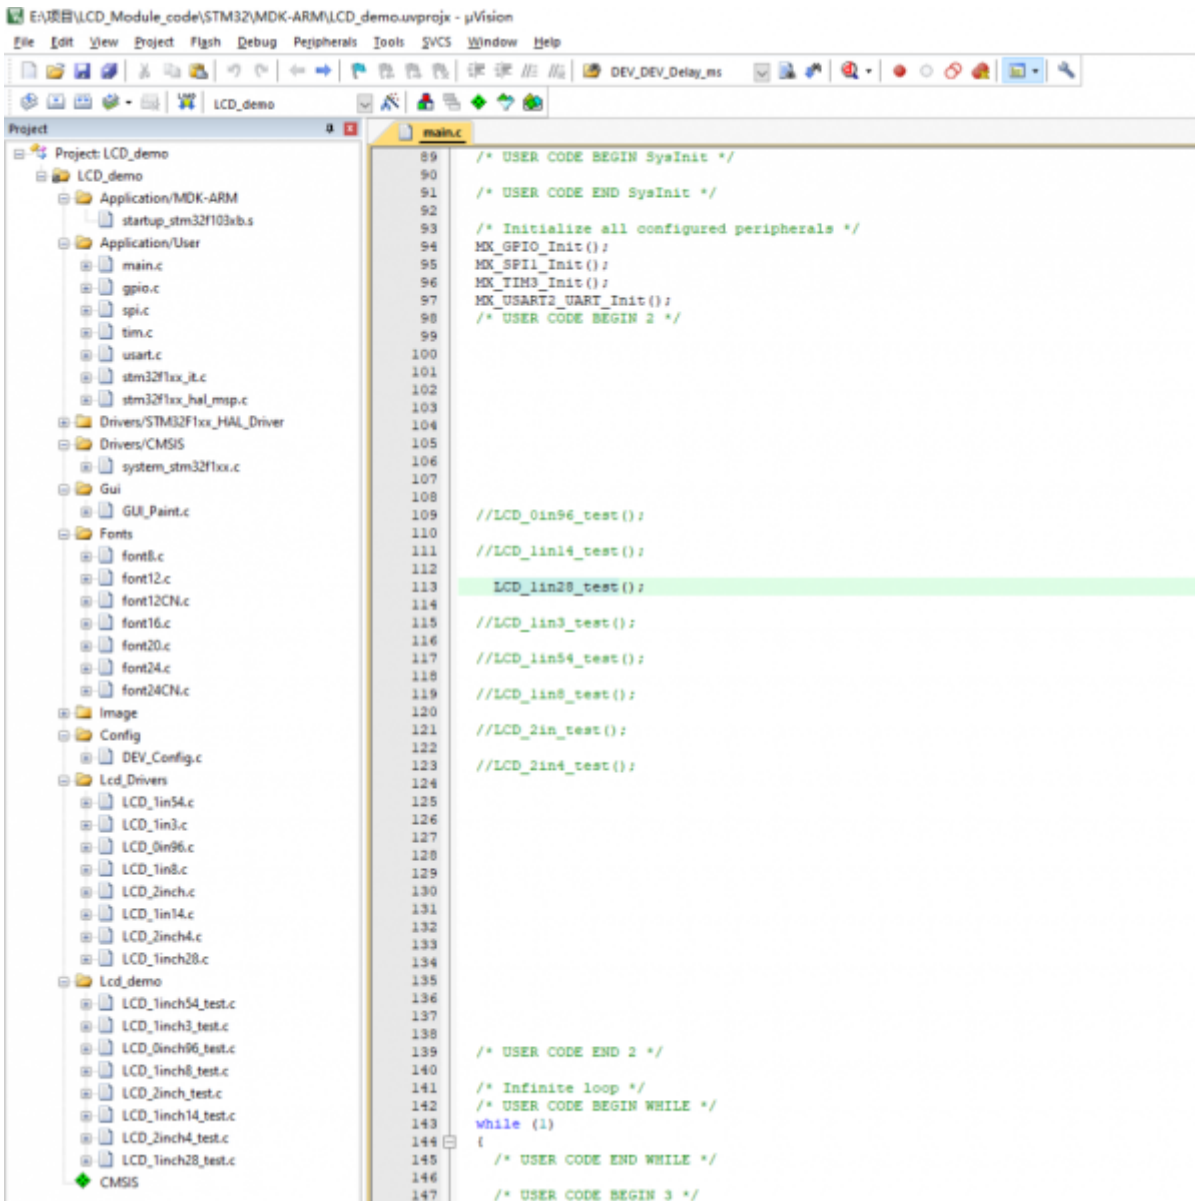 E:\项目\LCD_Module_code\STM32\MDK-ARM\LCD_demo.uvprojx - µVision
File Edit View Project Flash Debug Peripherals Tools SVCS Window Help
DEV_DEV_Delay_ms
LCD_demo
Project
Project: LCD_demo
LCD_demo
Application/MDK-ARM
startup_stm32f103xb.s
Application/User
main.c
gpio.c
spi.c
tim.c
usart.c
stm32f1xx_it.c
stm32f1xx_hal_msp.c
Drivers/STM32F1xx_HAL_Driver
Drivers/CMSIS
system_stm32f1xx.c
Gui
GUI_Paint.c
Fonts
font8.c
font12.c
font12CN.c
font16.c
font20.c
font24.c
font24CN.c
Image
Config
DEV_Config.c
Lcd_Drivers
LCD_1in54.c
LCD_1in3.c
LCD_0in96.c
LCD_1in8.c
LCD_2inch.c
LCD_1in14.c
LCD_2inch4.c
LCD_1inch28.c
Lcd_demo
LCD_1inch54_test.c
LCD_1inch3_test.c
LCD_0inch96_test.c
LCD_1inch8_test.c
LCD_2inch_test.c
LCD_1inch14_test.c
LCD_2inch4_test.c
LCD_1inch28_test.c
CMSIS
main.c
89 /* USER CODE BEGIN SysInit */
90
91 /* USER CODE END SysInit */
92
93 /* Initialize all configured peripherals */
94 MX_GPIO_Init();
95 MX_SPI1_Init();
96 MX_TIM3_Init();
97 MX_USART2_UART_Init();
98 /* USER CODE BEGIN 2 */
99
100
101
102
103
104
105
106
107
108
109 //LCD_0in96_test();
110
111 //LCD_1in14_test();
112
113 LCD_1in28_test();
114
115 //LCD_1in3_test();
116
117 //LCD_1in54_test();
118
119 //LCD_1in8_test();
120
121 //LCD_2in_test();
122
123 //LCD_2in4_test();
124
125
126
127
128
129
130
131
132
133
134
135
136
137
138
139 /* USER CODE END 2 */
140
141 /* Infinite loop */
142 /* USER CODE BEGIN WHILE */
143 while (1)
144 {
145 /* USER CODE END WHILE */
146
147 /* USER CODE BEGIN 3 */